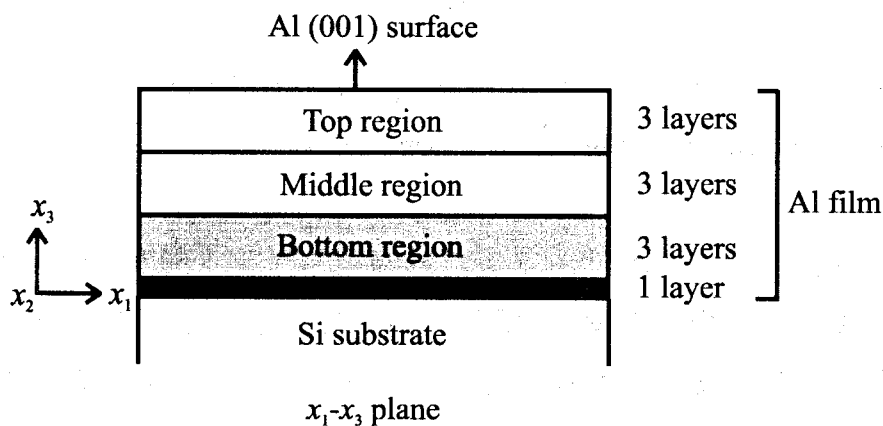 Al (001) surface
Top region
3 layers
Middle region
3 layers
Al film
Bottom region
3 layers
1 layer
x₃
x₂
x₁
Si substrate
x₁-x₃ plane